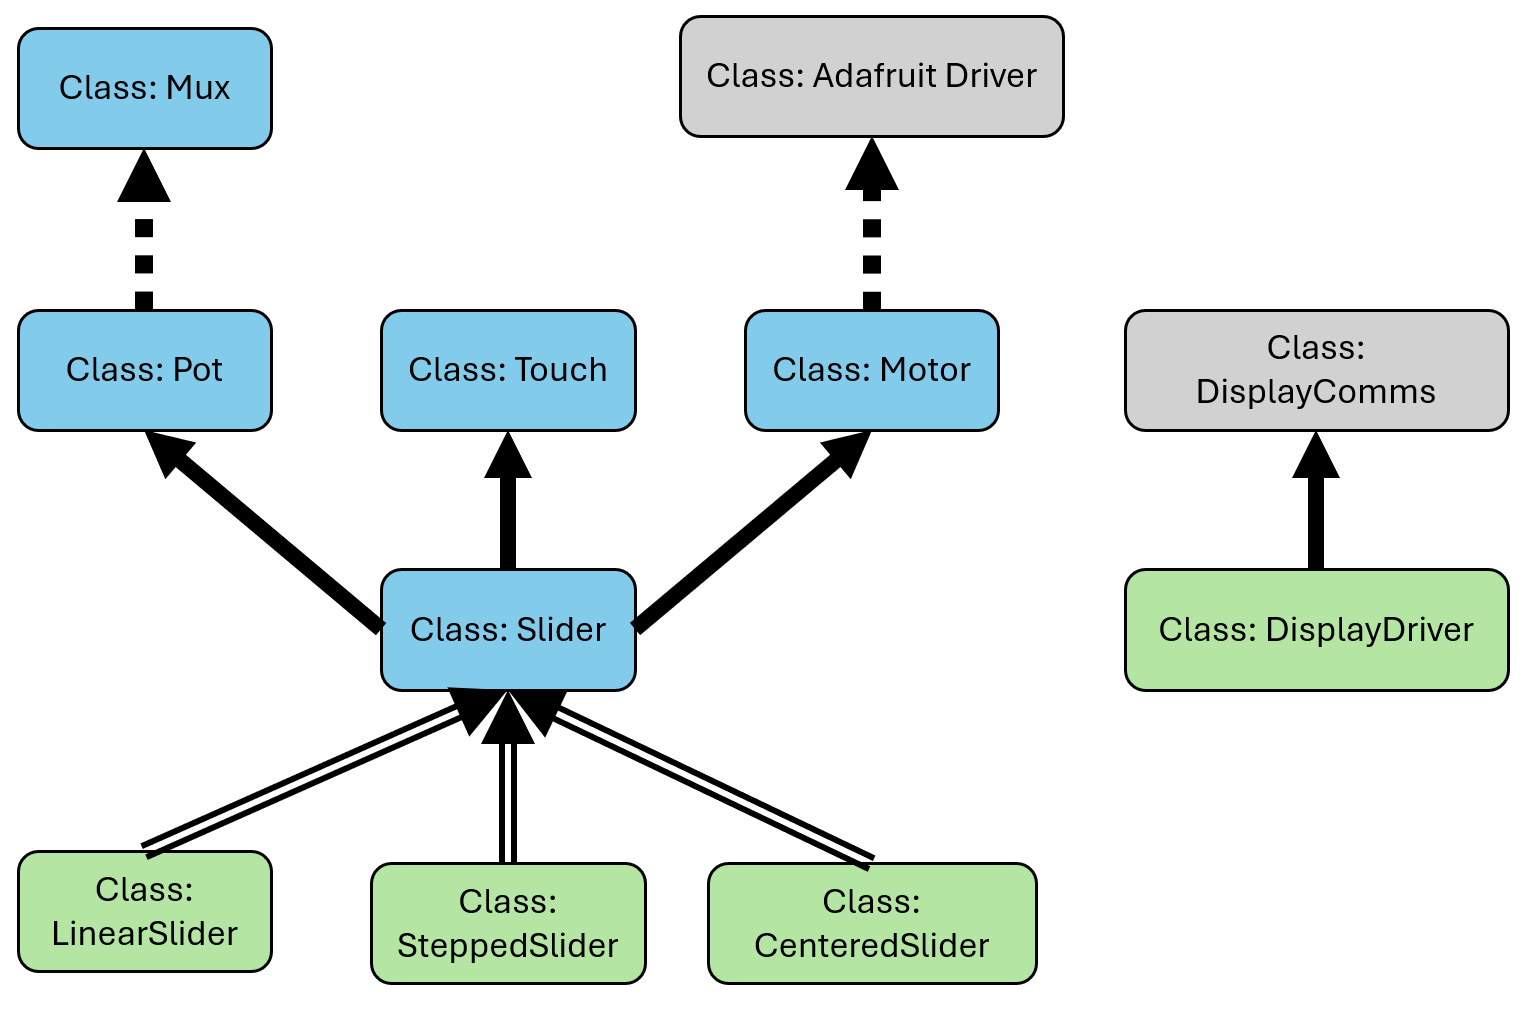 Class: Mux
Class: Adafruit Driver
Class: Pot
Class: Touch
Class: Motor
Class:
DisplayComms
Class: Slider
Class: DisplayDriver
Class:
LinearSlider
Class:
SteppedSlider
Class:
CenteredSlider